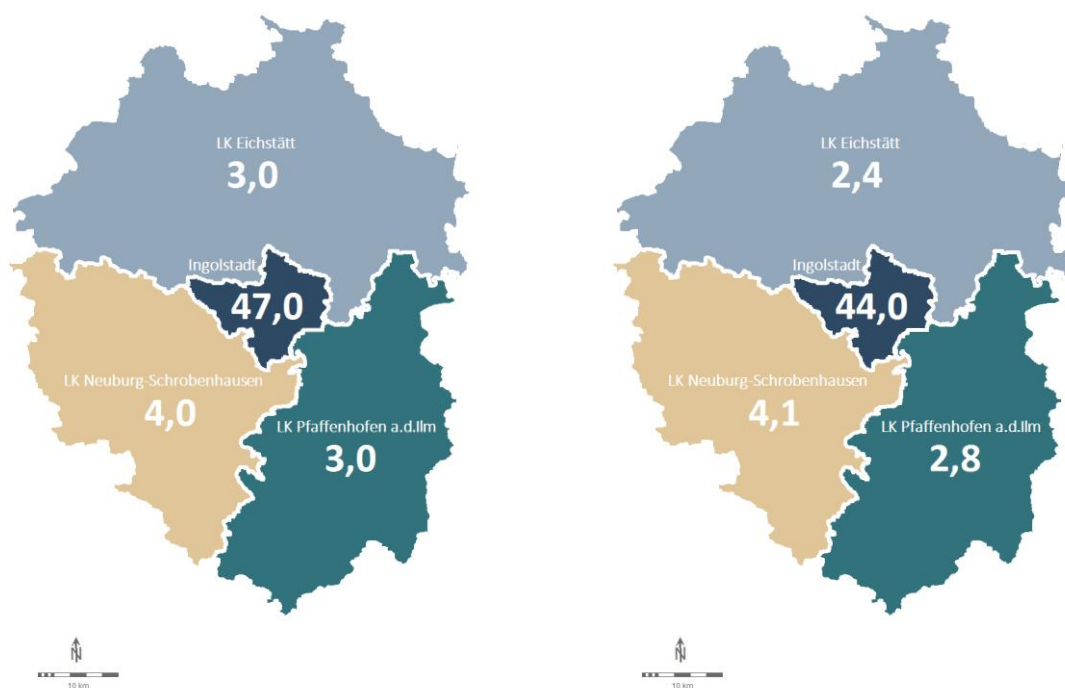 LK Eichstätt
3,0
Ingolstadt
47,0
LK Neuburg-Schrobenhausen
4,0
LK Pfaffenhofen a.d.Ilm
3,0
N
10 km
LK Eichstätt
2,4
Ingolstadt
44,0
LK Neuburg-Schrobenhausen
4,1
LK Pfaffenhofen a.d.Ilm
2,8
N
10 km